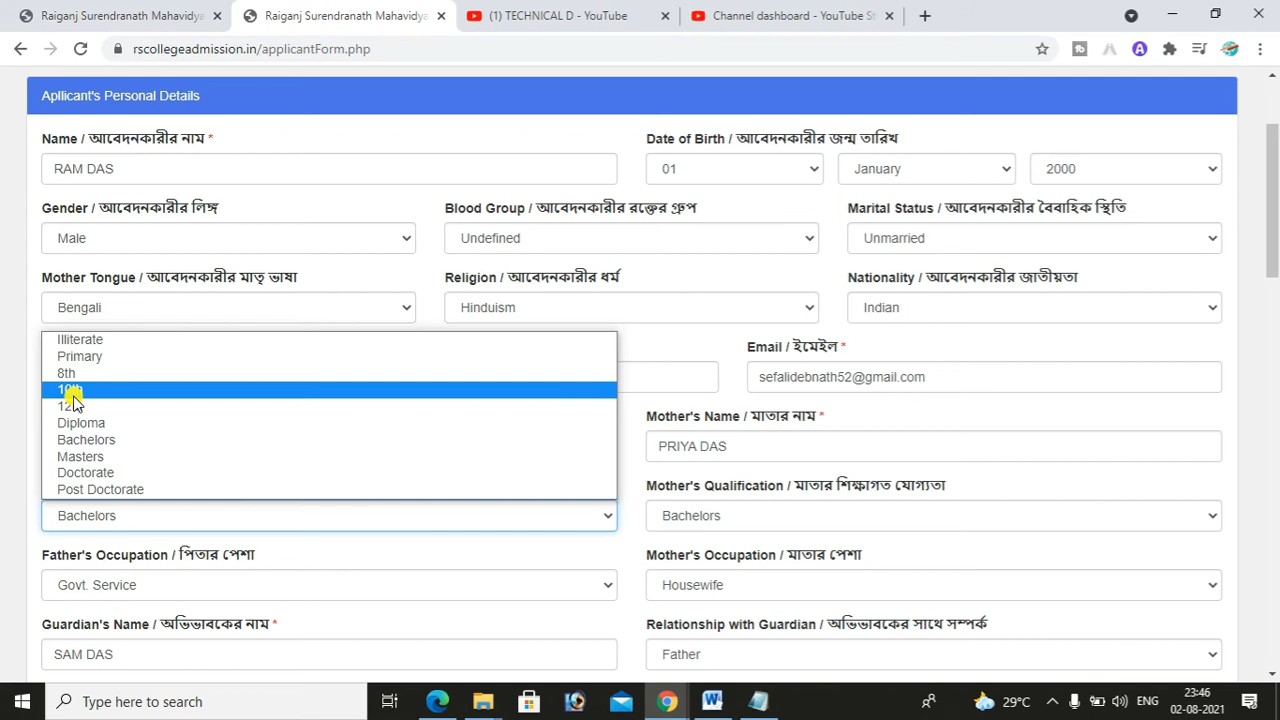 Raiganj Surendranath Mahavidya
Raiganj Surendranath Mahavidya
(1) TECHNICAL D - YouTube
Channel dashboard - YouTube St
rscollegeadmission.in/applicantForm.php
Apllicant's Personal Details
Name / আবেদনকারীর নাম *
Date of Birth / আবেদনকারীর জন্ম তারিখ
RAM DAS
01
January
2000
Gender / আবেদনকারীর লিঙ্গ
Blood Group / আবেদনকারীর রক্তের গ্রুপ
Marital Status / আবেদনকারীর বৈবাহিক স্থিতি
Male
Undefined
Unmarried
Mother Tongue / আবেদনকারীর মাতৃ ভাষা
Religion / আবেদনকারীর ধর্ম
Nationality / আবেদনকারীর জাতীয়তা
Bengali
Hinduism
Indian
Email / ইমেইল *
sefalidebnath52@gmail.com
Illiterate
Primary
8th
Diploma
Bachelors
Masters
Doctorate
Post Doctorate
Mother's Name / মাতার নাম *
PRIYA DAS
Mother's Qualification / মাতার শিক্ষাগত যোগ্যতা
Bachelors
Bachelors
Father's Occupation / পিতার পেশা
Mother's Occupation / মাতার পেশা
Govt. Service
Housewife
Guardian's Name / অভিভাবকের নাম *
Relationship with Guardian / অভিভাবকের সাথে সম্পর্ক
SAM DAS
Father
Type here to search
29°C
ENG
23:46
02-08-2021